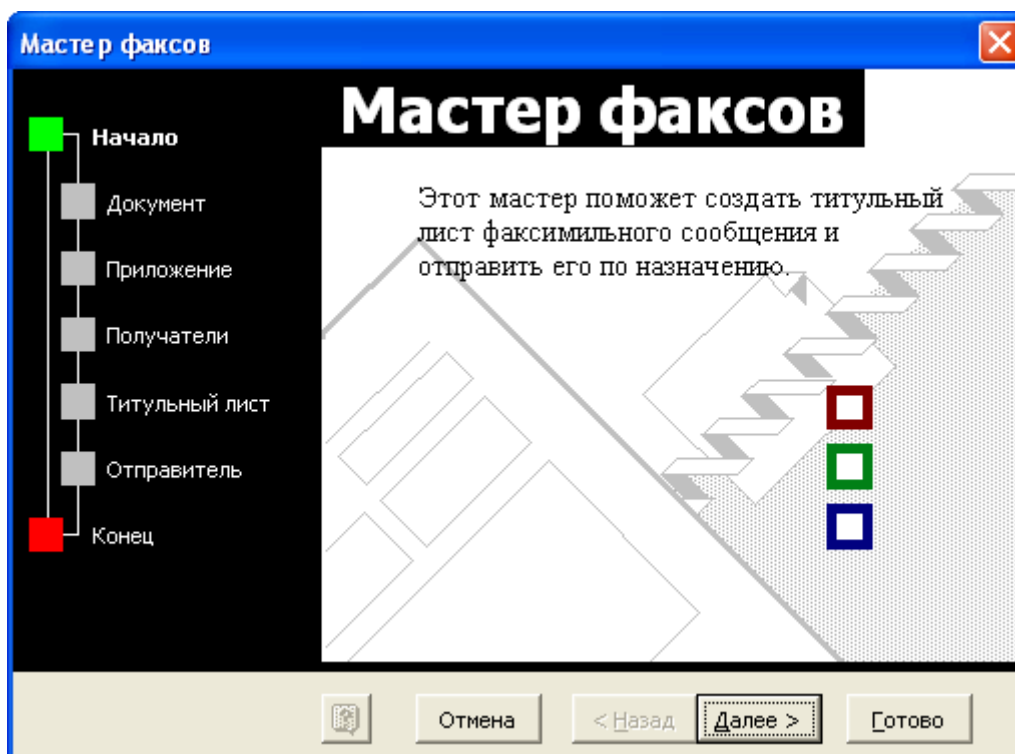 Мастер факсов
Мастер факсов
Начало
Документ
Приложение
Получатели
Титульный лист
Отправитель
Конец
Этот мастер поможет создать титульный
лист факсимильного сообщения и
отправить его по назначению.
Отмена
< Назад
Далее >
Готово